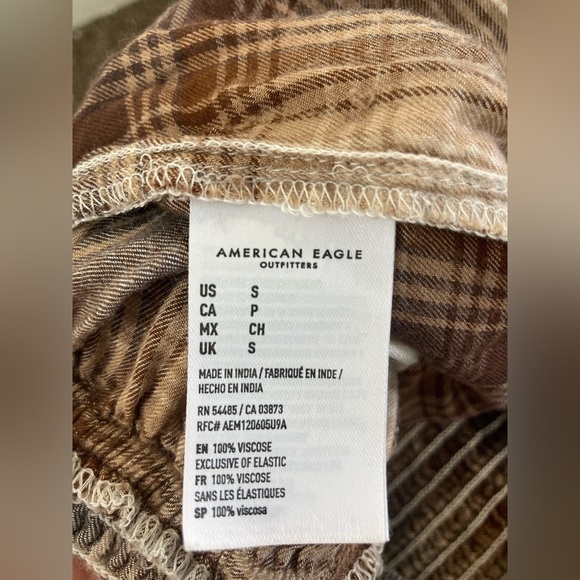 AMERICAN EAGLE
OUTFITTERS
US S
CA P
MX CH
UK S
MADE IN INDIA / FABRIQUÉ EN INDE /
HECHO EN INDIA
RN 54485 / CA 03873
RFC# AEM120605U9A
EN 100% VISCOSE
EXCLUSIVE OF ELASTIC
FR 100% VISCOSE
SANS LES ÉLASTIQUES
SP 100% viscosa